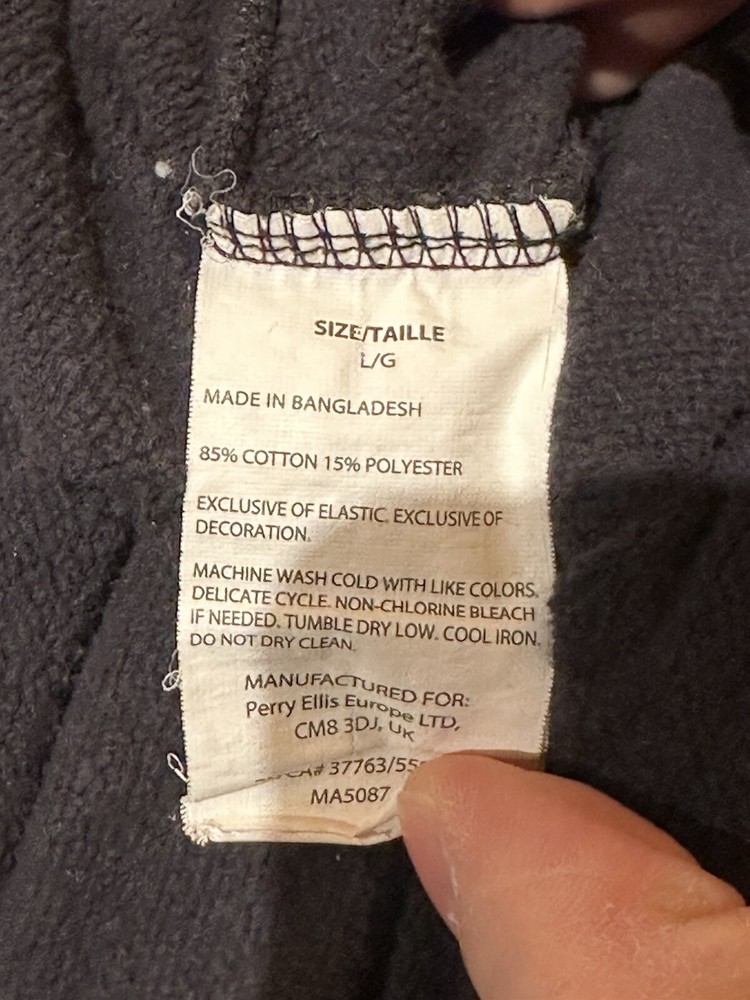 SIZE/TAILLE
L/G
MADE IN BANGLADESH
85% COTTON 15% POLYESTER
EXCLUSIVE OF ELASTIC. EXCLUSIVE OF
DECORATION.
MACHINE WASH COLD WITH LIKE COLORS.
DELICATE CYCLE. NON-CHLORINE BLEACH
IF NEEDED. TUMBLE DRY LOW. COOL IRON.
DO NOT DRY CLEAN.
MANUFACTURED FOR:
Perry Ellis Europe LTD,
CM8 3DJ, UK
MA5087